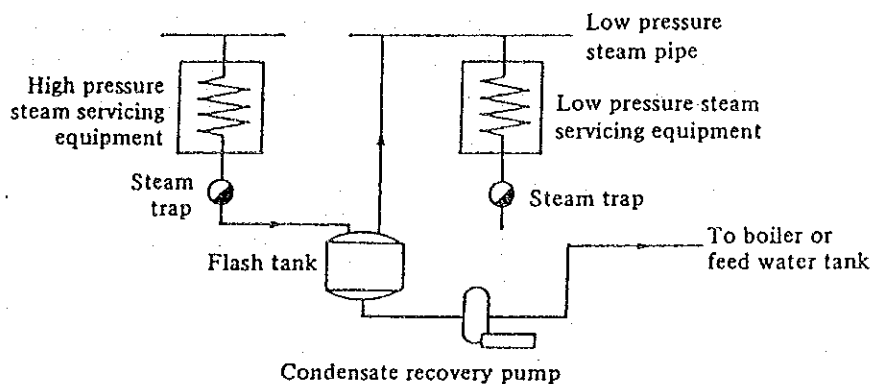 Low pressure
steam pipe
High pressure
steam servicing
equipment
Low pressure steam
servicing equipment
Steam
trap
Steam trap
Flash tank
To boiler or
feed water tank
Condensate recovery pump